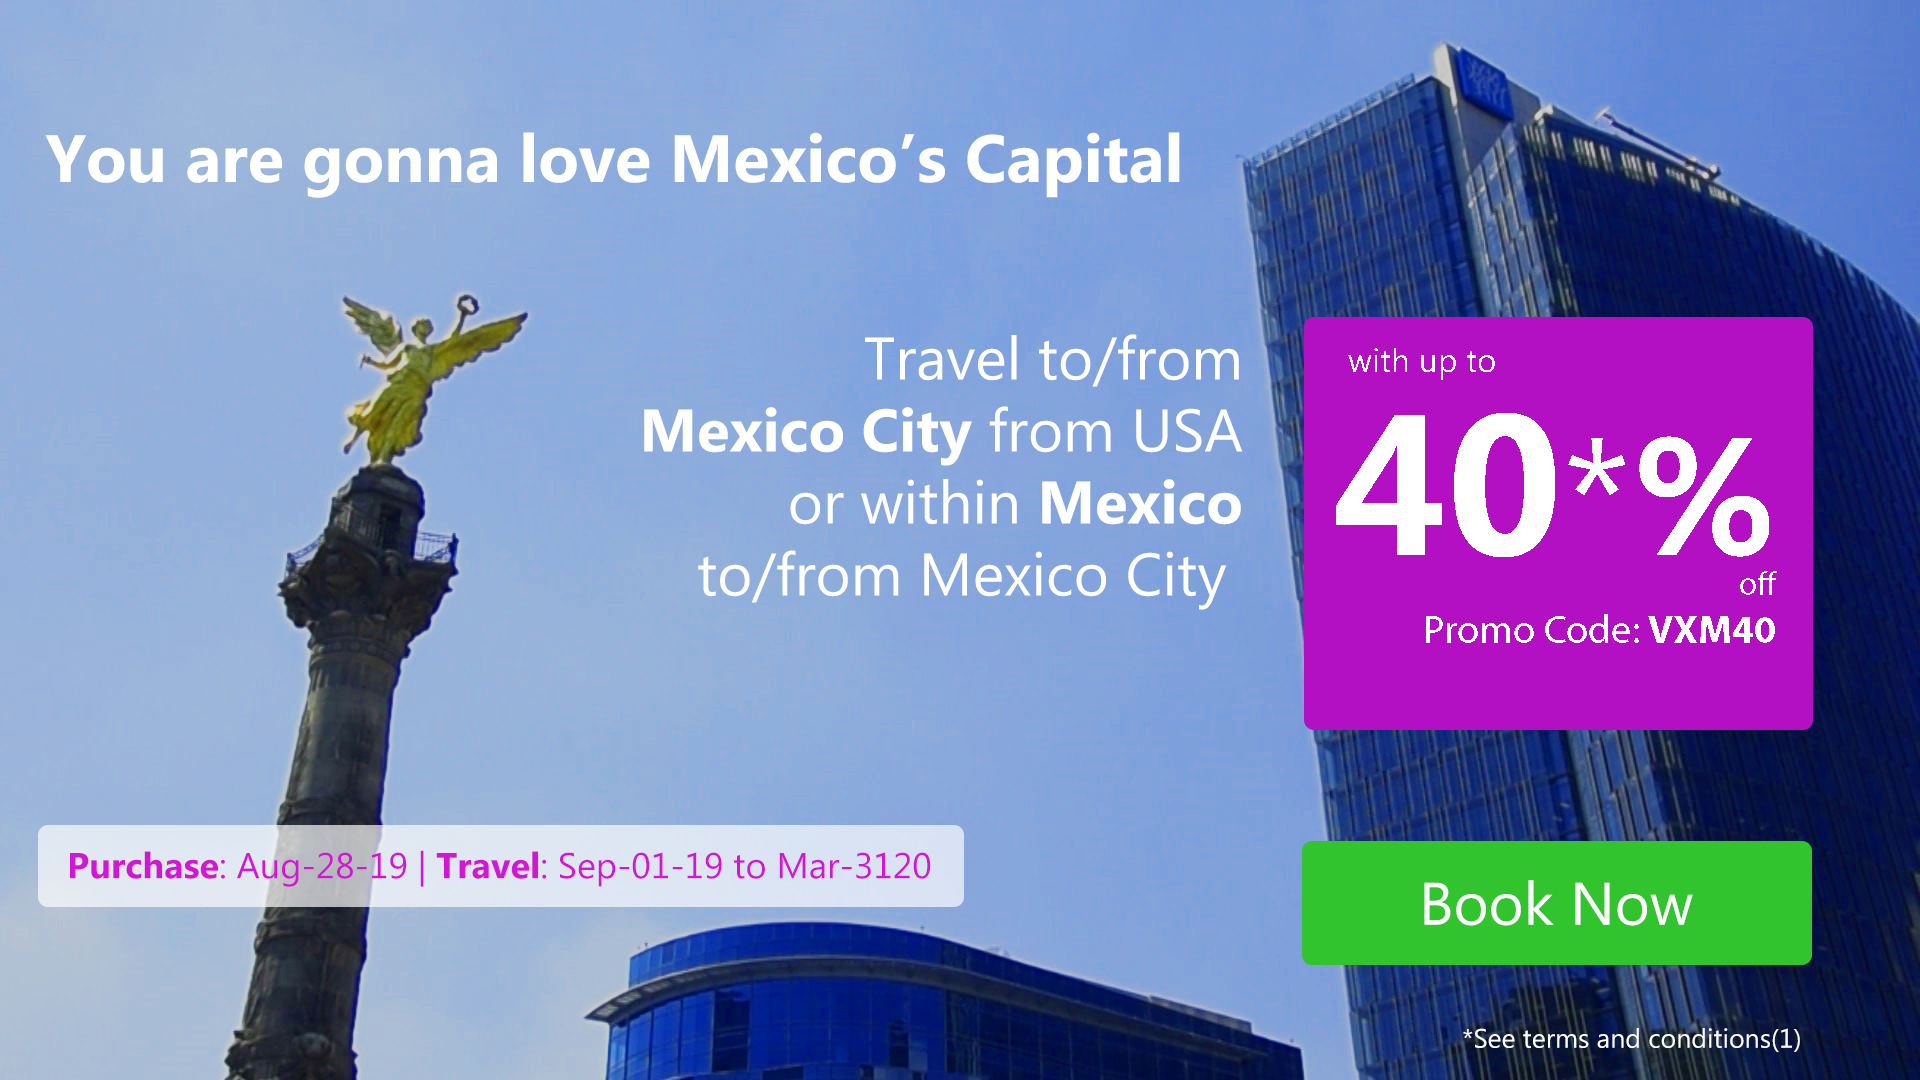 You are gonna love Mexico’s Capital
Travel to/from
Mexico City from USA
or within Mexico
to/from Mexico City
with up to
40*%
off
Promo Code: VXM40
Purchase: Aug-28-19 | Travel: Sep-01-19 to Mar-3120
Book Now
*See terms and conditions(1)